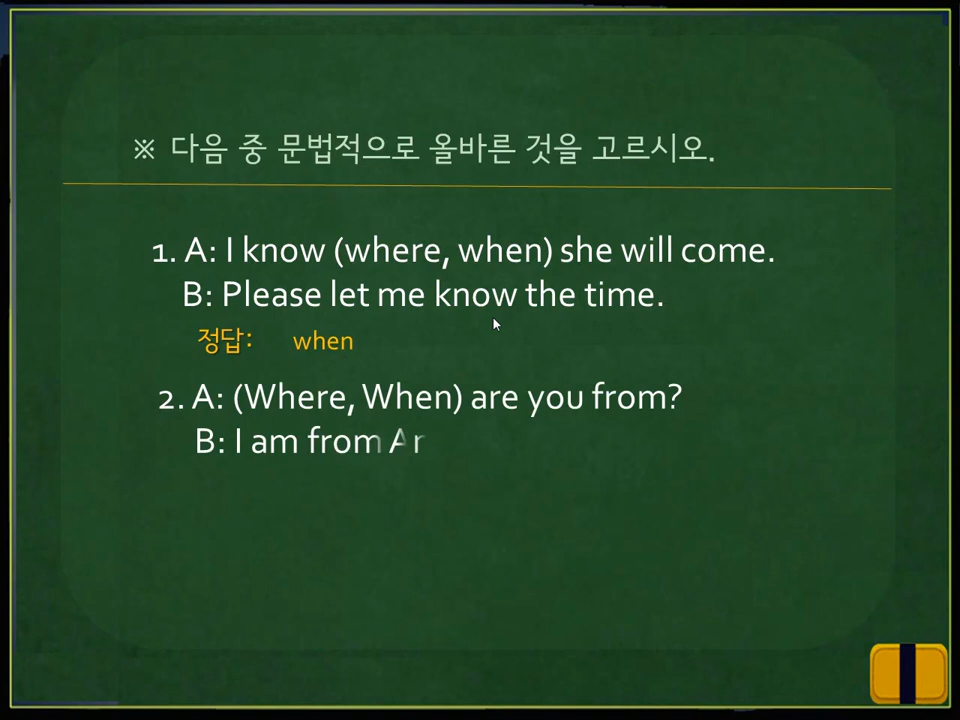 ※ 다음 중 문법적으로 올바른 것을 고르시오.
1. A: I know (where, when) she will come.
B: Please let me know the time.
정답: when
2. A: (Where, When) are you from?
B: I am from